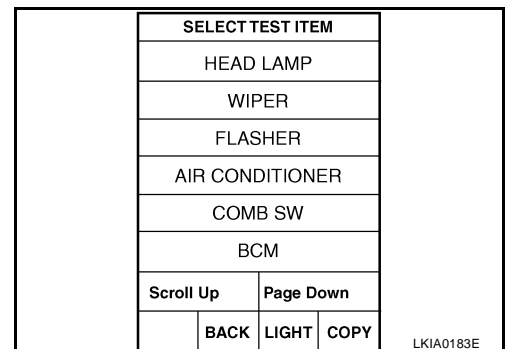 SELECT TEST ITEM
HEAD LAMP
WIPER
FLASHER
AIR CONDITIONER
COMB SW
BCM
Scroll Up Page Down
BACK LIGHT COPY
LKIA0183E